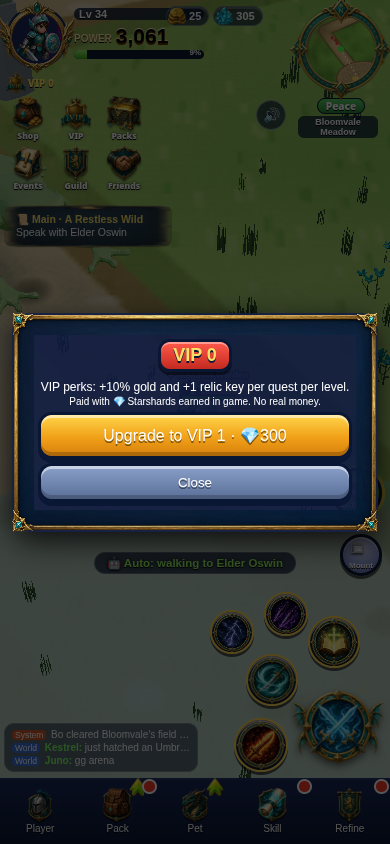 Lv 34
25
305
POWER 3,061
9%
VIP 0
Peace
Bloomvale
Meadow
Shop
VIP
Packs
Events
Guild
Friends
Main · A Restless Wild
Speak with Elder Oswin
VIP 0
VIP perks: +10% gold and +1 relic key per quest per level.
Paid with 💎 Starshards earned in game. No real money.
Upgrade to VIP 1 · 💎300
Close
🤖 Auto: walking to Elder Oswin
Mount
System Bo cleared Bloomvale's field …
World Kestrel: just hatched an Umbr…
World Juno: gg arena
Player
Pack
Pet
Skill
Refine